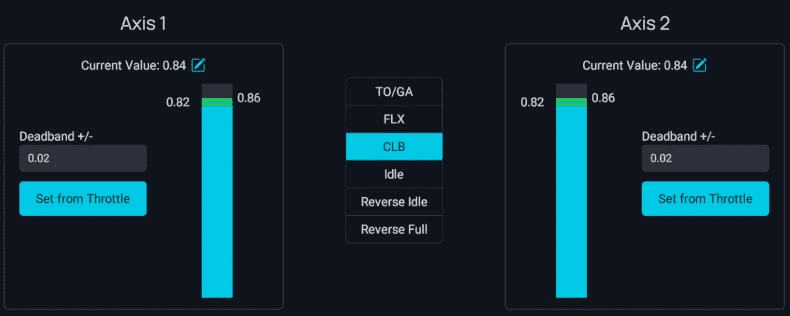 Axis 1
Current Value: 0.84
0.82
0.86
Deadband +/-
0.02
Set from Throttle
TO/GA
FLX
CLB
Idle
Reverse Idle
Reverse Full
Axis 2
Current Value: 0.84
0.82
0.86
Deadband +/-
0.02
Set from Throttle